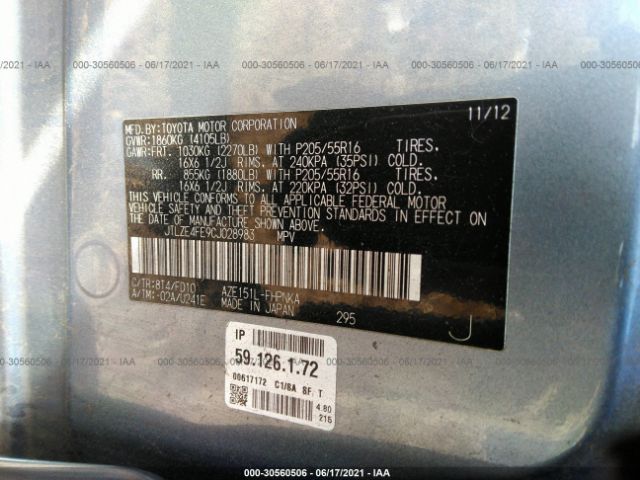 000-30560506 - 06/17/2021 - IAA 000-30560506 - 06/17/2021 - IAA
11/12
MFD.BY:TOYOTA MOTOR CORPORATION
GVWR:1860KG (4105LB)
GAWR:FRT. 1030KG (2270LB) WITH P205/55R16 TIRES.
16X6 1/2J RIMS. AT 240KPA (35PSI) COLD.
RR. 855KG (1880LB) WITH P205/55R16 TIRES.
16X6 1/2J RIMS, AT 220KPA (32PSI) COLD.
THIS VEHICLE CONFORMS TO ALL APPLICABLE FEDERAL MOTOR
VEHICLE SAFETY AND THEFT PREVENTION STANDARDS IN
EFFECT ON THE DATE OF MANUFACTURE SHOWN ABOVE.
JTLZE4FE9CJ028983 MPV
C/TR:8T4/FD10 AZE151L-FHPNKA
A/TM:-02A/U241E MADE IN JAPAN
295 J
IP
59.126.1.72
00617172 C1/8A SF T
4.80
215
000-30560506 - 06/17/2021 - IAA 000-30560506 - 06/17/2021 - IAA
000-30560506 - 06/17/2021 - IAA